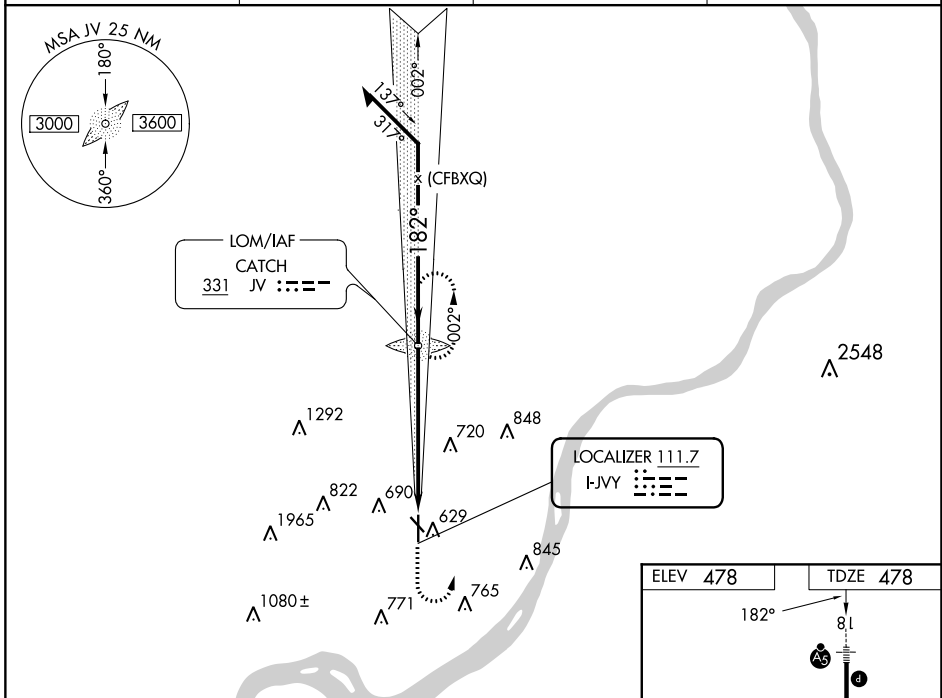 MSA JV 25 NM
180°
3000
3600
360°
002°
137°
317°
(CFBXQ)
182°
LOM/IAF
CATCH
331 JV
002°
2548
1292
720
848
LOCALIZER 111.7
I-JVY
822
690
1965
629
845
1080±
771
765
ELEV 478
TDZE 478
182°
18
A5
P